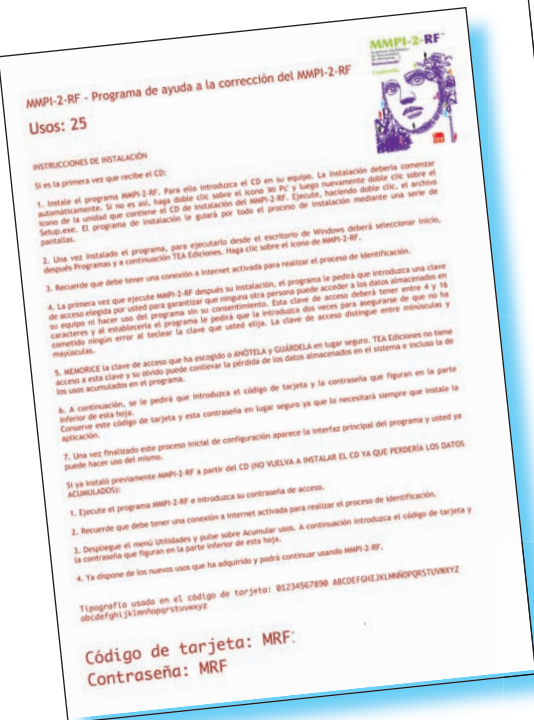 MMPI-2-RF
MMPI-2-RF - Programa de ayuda a la corrección del MMPI-2-RF
Usos: 25
INSTRUCCIONES DE INSTALACIÓN
Si es la primera vez que recibe el CD:
1. Instale el programa MMPI-2-RF. Para ello introduzca el CD en su equipo. La instalación debería comenzar
automáticamente. Si no es así, haga doble clic sobre el icono 'Mi Pc' y luego nuevamente doble clic sobre el
icono de la unidad que contiene el CD de instalación del MMPI-2-RF. Ejecute, haciendo doble clic, el archivo
Setup.exe. El programa de instalación le guiará por todo el proceso de instalación mediante una serie de
pantallas.
2. Una vez instalado el programa, para ejecutarlo desde el escritorio de Windows deberá seleccionar Inicio,
después Programas y a continuación TEA Ediciones. Haga clic sobre el icono de MMPI-2-RF.
3. Recuerde que debe tener una conexión a Internet activada para realizar el proceso de identificación.
4. La primera vez que ejecute MMPI-2-RF después su instalación, el programa le pedirá que introduzca una clave
de acceso elegida por usted para garantizar que ninguna otra persona puede acceder a los datos almacenados en
su equipo ni hacer uso del programa sin su consentimiento. Esta clave de acceso deberá tener entre 4 y 16
caracteres y al establecerla el programa le pedirá que la introduzca dos veces para asegurarse de que no ha
cometido ningún error al teclear la clave que usted elija. La clave de acceso distingue entre minúsculas y
mayúsculas.
5. MEMORICE la clave de acceso que ha escogido o ANÓTELA y GUÁRDELA en lugar seguro. TEA Ediciones no tiene
acceso a esta clave y su olvido puede conllevar la pérdida de los datos almacenados en el sistema e incluso la de
los usos acumulados en el programa.
6. A continuación, se le pedirá que introduzca el código de tarjeta y la contraseña que figuran en la parte
inferior de esta hoja.
Conserve este código de tarjeta y esta contraseña en lugar seguro ya que lo necesitará siempre que instale la
aplicación.
7. Una vez finalizado este proceso inicial de configuración aparece la interfaz principal del programa y usted ya
puede hacer uso del mismo.
Si ya instaló previamente MMPI-2-RF a partir del CD (NO VUELVA A INSTALAR EL CD YA QUE PERDERÍA LOS DATOS
ACUMULADOS):
1. Ejecute el programa MMPI-2-RF e introduzca su contraseña de acceso.
2. Recuerde que debe tener una conexión a Internet activada para realizar el proceso de identificación.
3. Despliegue el menú Utilidades y pulse sobre Acumular usos. A continuación introduzca el código de tarjeta y
la contraseña que figuran en la parte inferior de esta hoja.
4. Ya dispone de los nuevos usos que ha adquirido y podrá continuar usando MMPI-2-RF.
Tipografía usada en el código de tarjeta: 01234567890 ABCDEFGHIJKLMNÑOPQRSTUVWXYZ
abcdefghijklmnñopqrstuvwxyz
Código de tarjeta: MRF
Contraseña: MRF